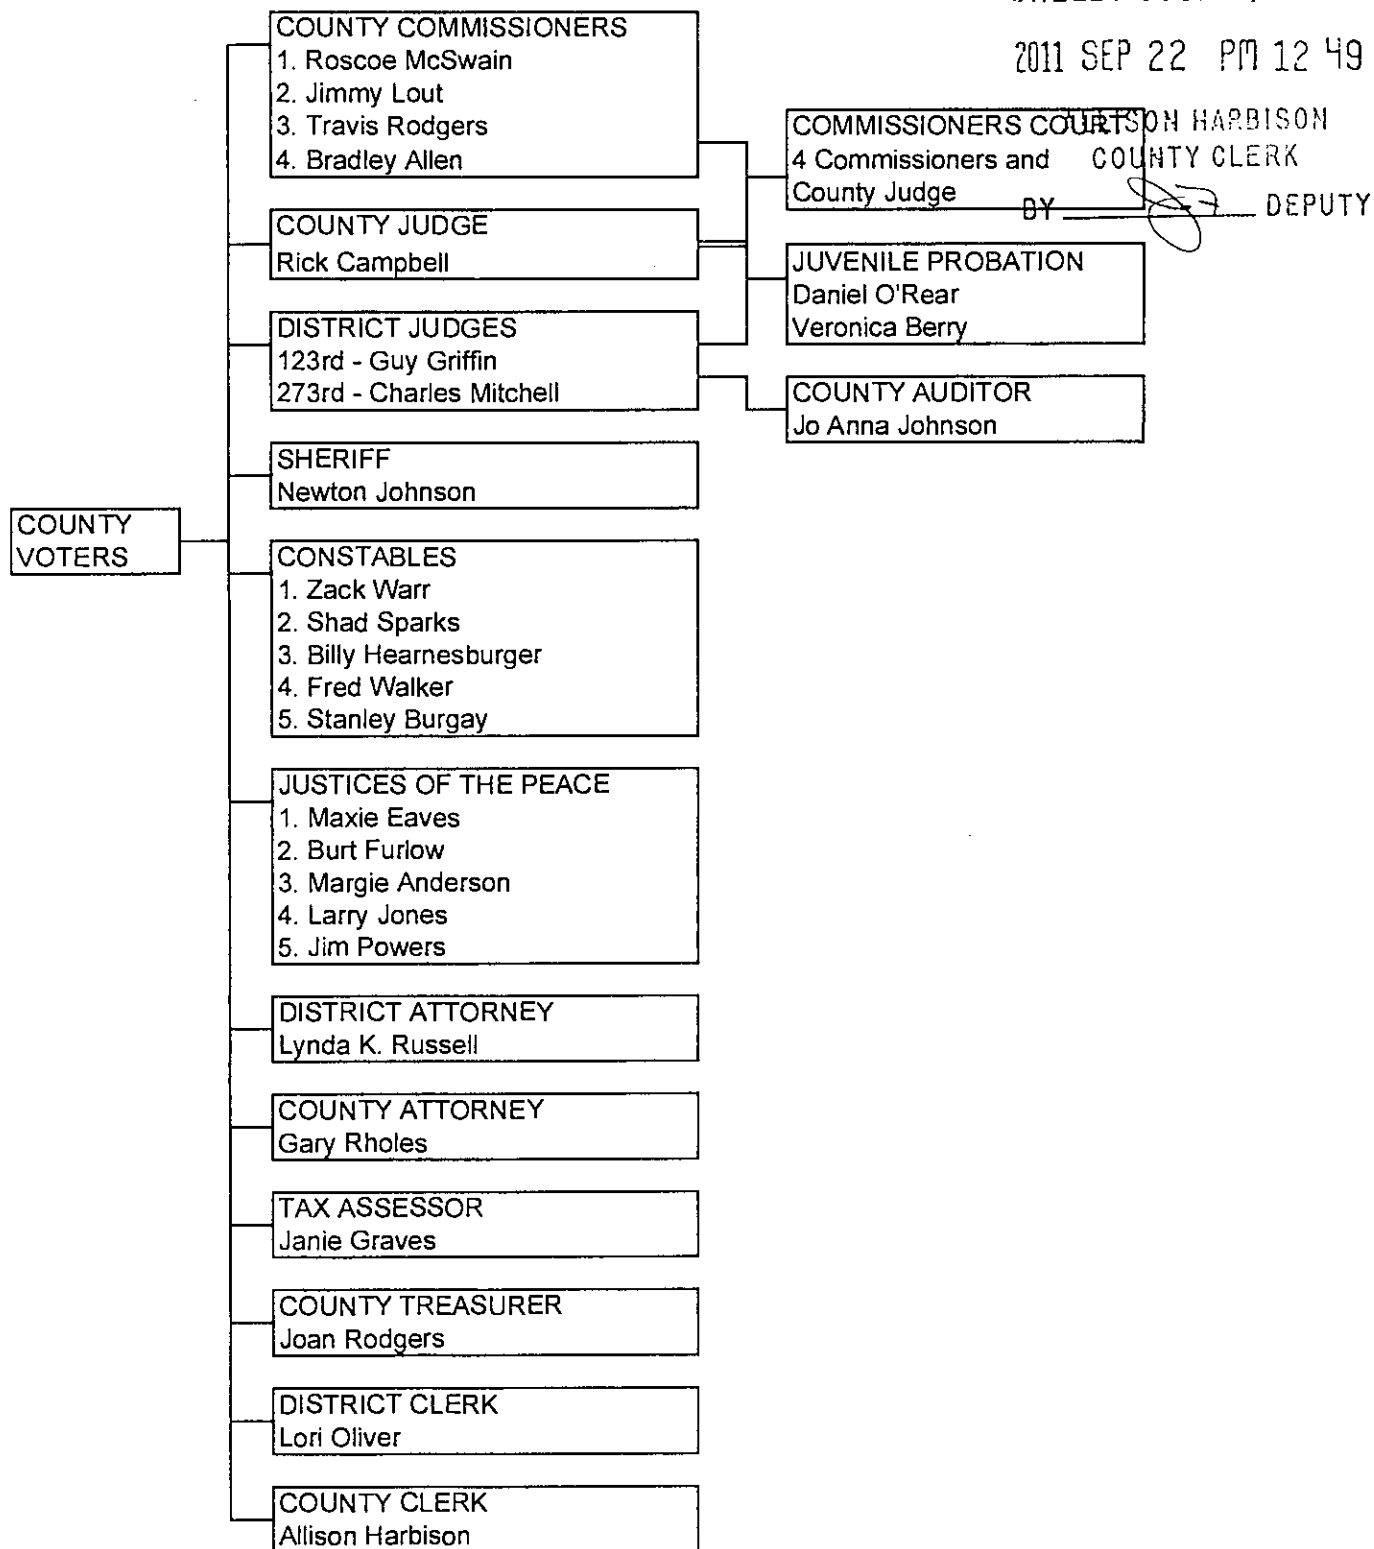 2011 SEP 22 PM 12 49
COUNTY COMMISSIONERS
1. Roscoe McSwain
2. Jimmy Lout
3. Travis Rodgers
4. Bradley Allen
COMMISSIONERS COURT
SON HARBISON
4 Commissioners and
COUNTY CLERK
County Judge
BY DEPUTY
COUNTY JUDGE
Rick Campbell
JUVENILE PROBATION
Daniel O'Rear
Veronica Berry
DISTRICT JUDGES
123rd - Guy Griffin
273rd - Charles Mitchell
COUNTY AUDITOR
Jo Anna Johnson
SHERIFF
Newton Johnson
COUNTY
VOTERS
CONSTABLES
1. Zack Warr
2. Shad Sparks
3. Billy Hearnesburger
4. Fred Walker
5. Stanley Burgay
JUSTICES OF THE PEACE
1. Maxie Eaves
2. Burt Furlow
3. Margie Anderson
4. Larry Jones
5. Jim Powers
DISTRICT ATTORNEY
Lynda K. Russell
COUNTY ATTORNEY
Gary Rholes
TAX ASSESSOR
Janie Graves
COUNTY TREASURER
Joan Rodgers
DISTRICT CLERK
Lori Oliver
COUNTY CLERK
Allison Harbison